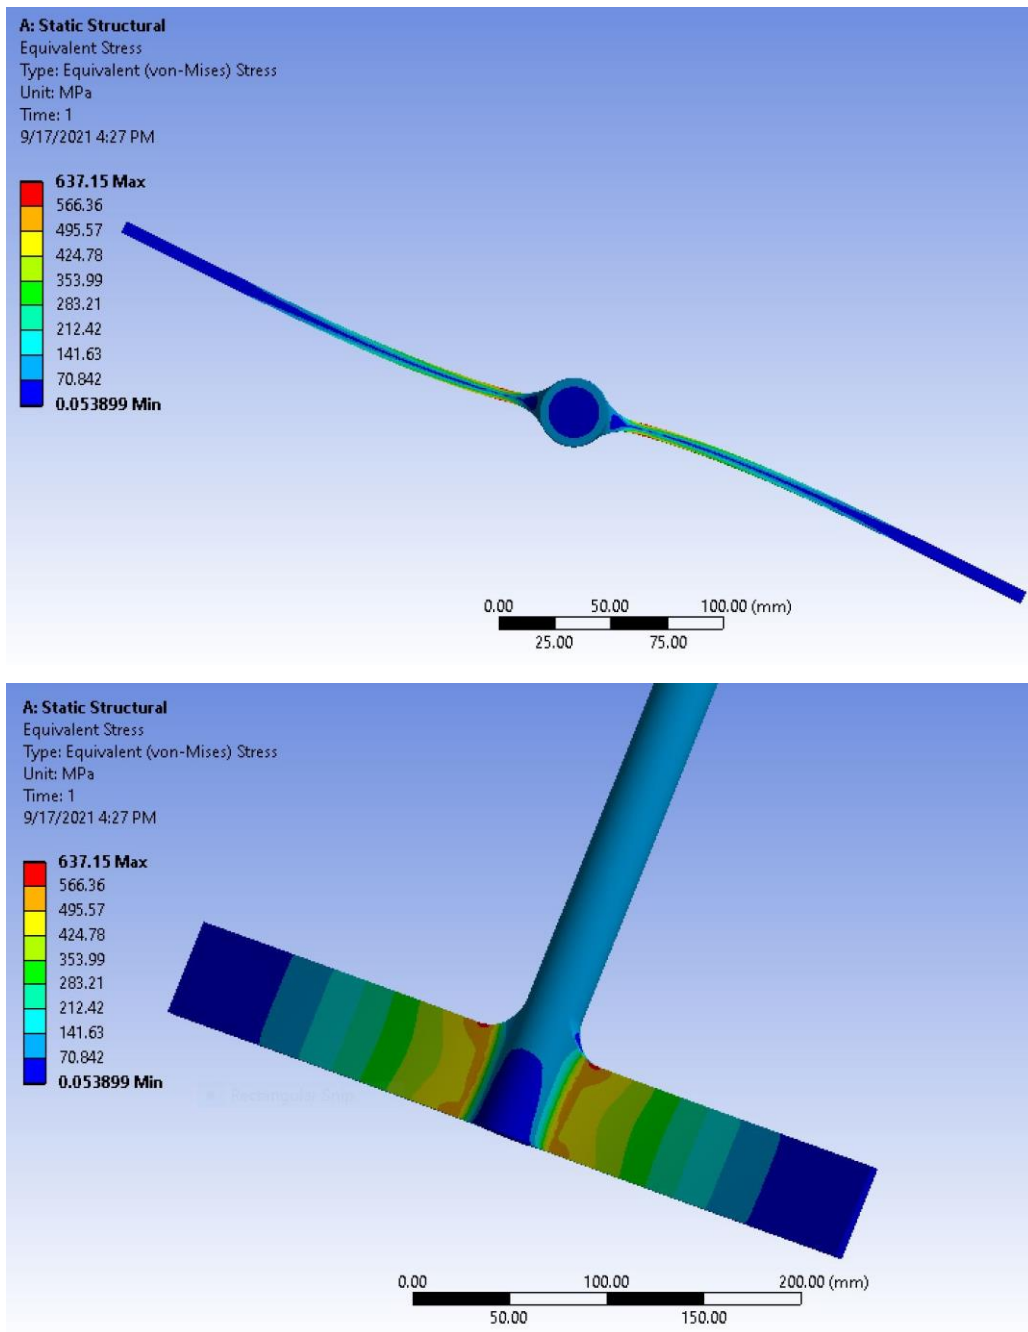 A: Static Structural
Equivalent Stress
Type: Equivalent (von-Mises) Stress
Unit: MPa
Time: 1
9/17/2021 4:27 PM
637.15 Max
566.36
495.57
424.78
353.99
283.21
212.42
141.63
70.842
0.053899 Min
0.00 50.00 100.00 (mm)
25.00 75.00
A: Static Structural
Equivalent Stress
Type: Equivalent (von-Mises) Stress
Unit: MPa
Time: 1
9/17/2021 4:27 PM
637.15 Max
566.36
495.57
424.78
353.99
283.21
212.42
141.63
70.842
0.053899 Min
Rectangular Snip
0.00 100.00 200.00 (mm)
50.00 150.00